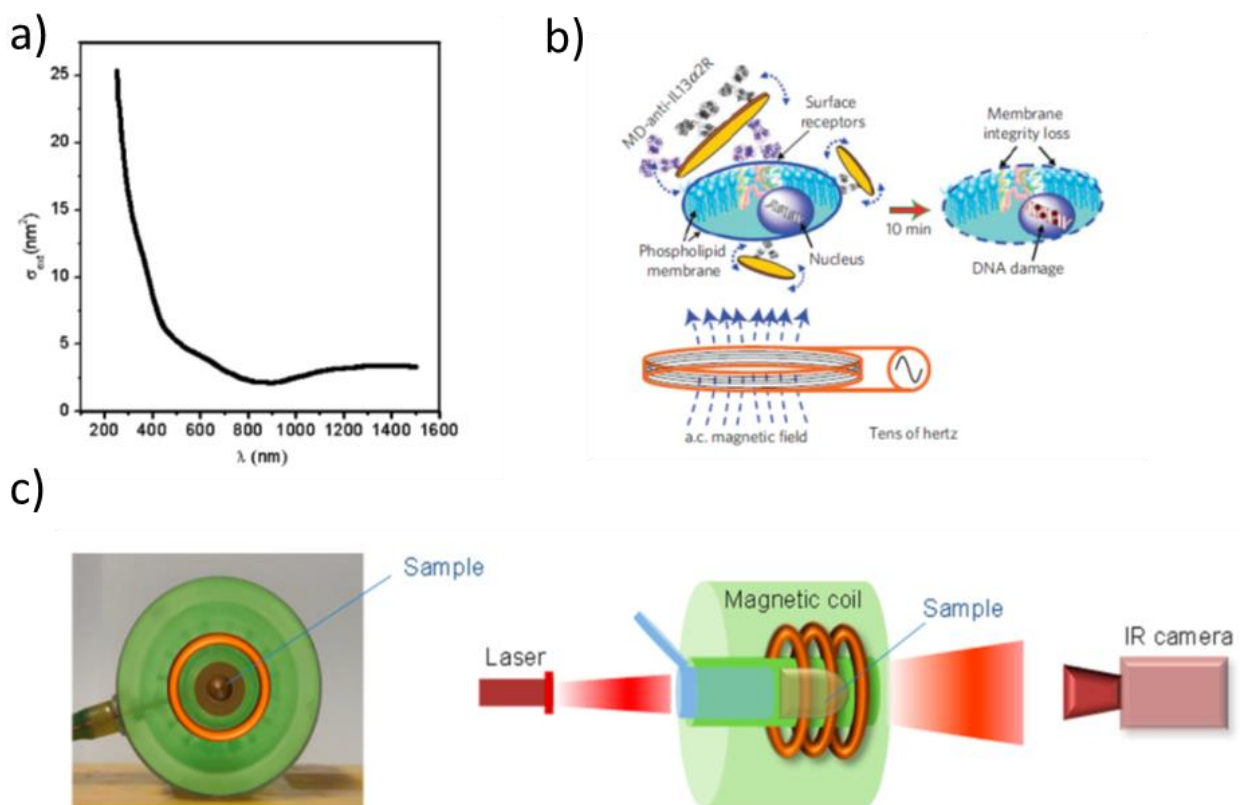 a)
25
20
15
10
5
0
σext (nm²)
200 400 600 800 1000 1200 1400 1600
λ (nm)
b)
MD-anti-IL13α2R
Surface
receptors
Phospholipid
membrane
Nucleus
10 min
Membrane
integrity loss
DNA damage
a.c. magnetic field
Tens of hertz
c)
Sample
Laser
Magnetic coil
Sample
IR camera